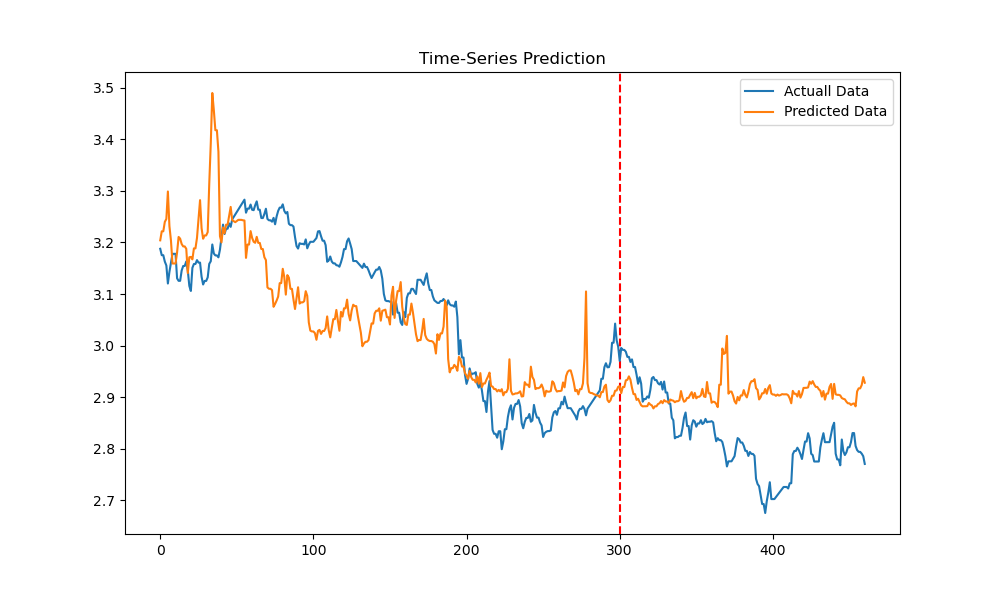 Time-Series Prediction
Actuall Data
Predicted Data
3.5
3.4
3.3
3.2
3.1
3.0
2.9
2.8
2.7
0 100 200 300 400